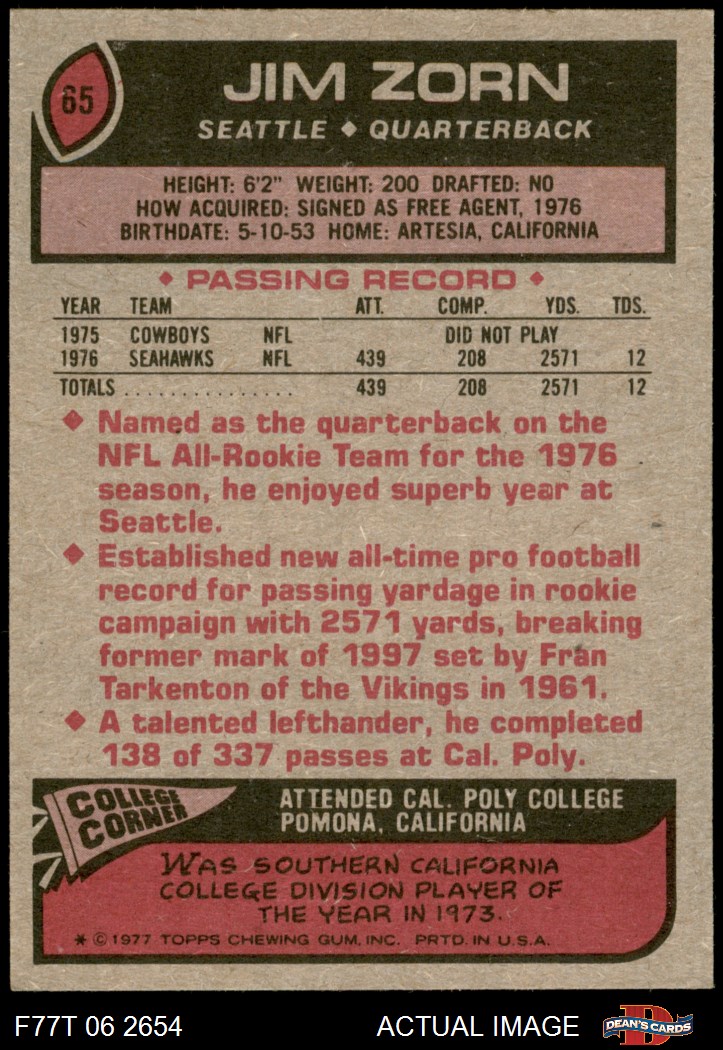 65
JIM ZORN
SEATTLE ◆ QUARTERBACK
HEIGHT: 6'2" WEIGHT: 200 DRAFTED: NO
HOW ACQUIRED: SIGNED AS FREE AGENT, 1976
BIRTHDATE: 5-10-53 HOME: ARTESIA, CALIFORNIA
◆ PASSING RECORD ◆
YEAR TEAM ATT. COMP. YDS. TDS.
1975 COWBOYS NFL DID NOT PLAY
1976 SEAHAWKS NFL 439 208 2571 12
TOTALS . . . . . . . . . . . . . . . . 439 208 2571 12
◆ Named as the quarterback on the
NFL All-Rookie Team for the 1976
season, he enjoyed superb year at
Seattle.
◆ Established new all-time pro football
record for passing yardage in rookie
campaign with 2571 yards, breaking
former mark of 1997 set by Fran
Tarkenton of the Vikings in 1961.
◆ A talented lefthander, he completed
138 of 337 passes at Cal. Poly.
COLLEGE
CORNER
ATTENDED CAL. POLY COLLEGE
POMONA, CALIFORNIA
WAS SOUTHERN CALIFORNIA
COLLEGE DIVISION PLAYER OF
THE YEAR IN 1973.
* © 1977 TOPPS CHEWING GUM, INC. PRTD. IN U.S.A.
F77T 06 2654 ACTUAL IMAGE
D
DEAN'S CARDS